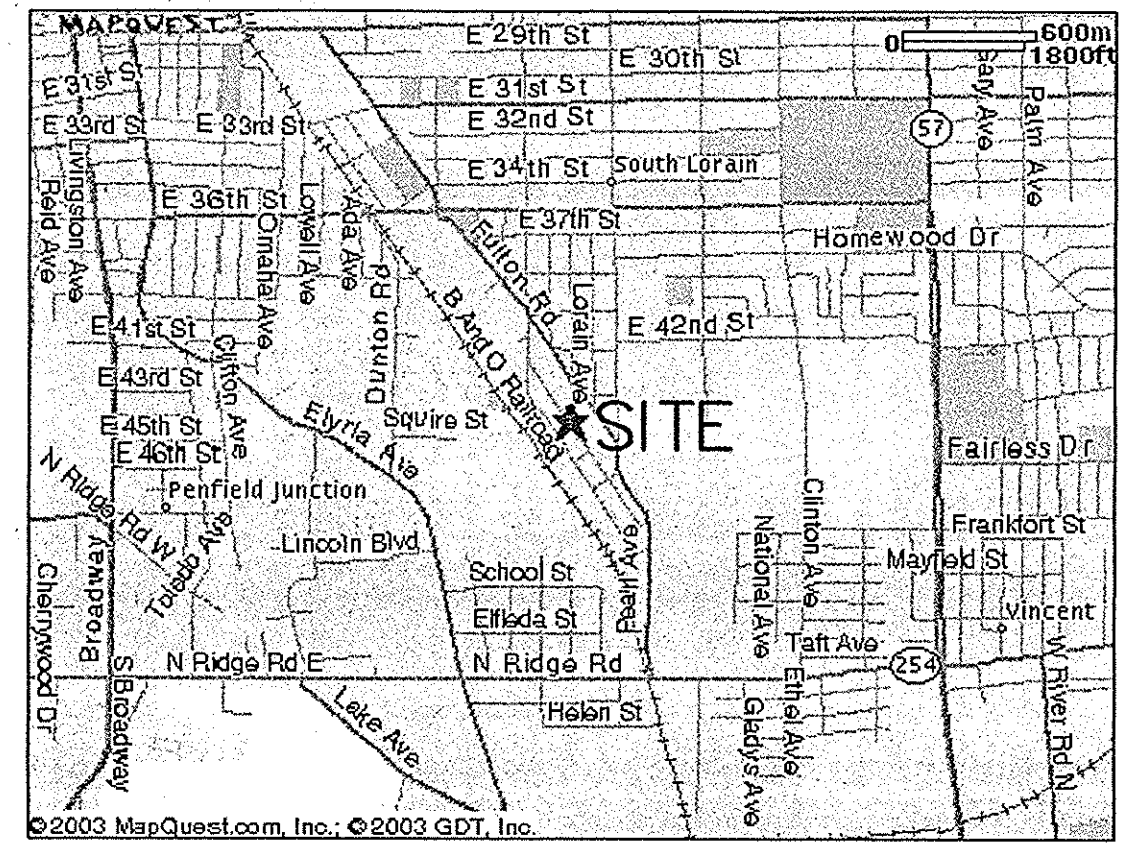 MAPQUEST
E 29th St
0
600m
1800ft
E 30th St
E 31st St
E 31st St
Gary Ave
Palm Ave
E 33rd St
E 33rd St
E 32nd St
57
Livingston Ave
Reid Ave
E 34th St
South Lorain
E 36th St
Omaha Ave
Lowell Ave
Ada Ave
E 37th St
Fulton Rd
Homewood Dr
Dunton Rd
B And O Railroad
Lorain Ave
E 41st St
E 42nd St
Clifton Ave
E 43rd St
Elyria Ave
Squire St
SITE
E 45th St
E 46th St
Fairless Dr
N Ridge Rd W
Penfield Junction
Toledo Ave
Clinton Ave
Lincoln Blvd
National Ave
Frankfort St
School St
Mayfield St
Cherrywood Dr
Broadway
Elfleda St
Peell Ave
Vincent
Taft Ave
N Ridge Rd E
N Ridge Rd
254
S Broadway
Lake Ave
Helen St
Ethel Ave
Gladys Ave
W River Rd N
©2003 MapQuest.com, Inc.; ©2003 GDT, Inc.